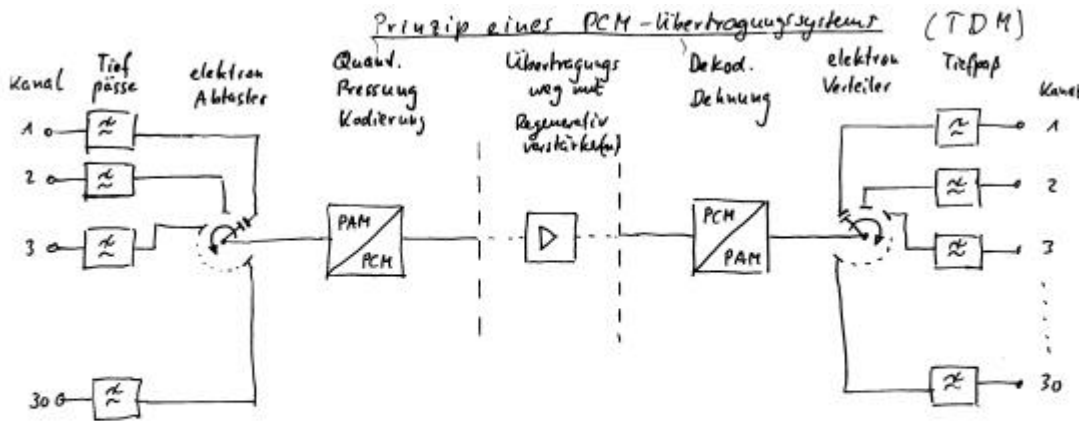 Prinzip eines PCM-Übertragungssystems (TDM)
Kanal
Tief
pässe
elektron
Abtaster
Quant.
Pressung
Kodierung
Übertragungs
weg mit
Regenerativ
verstärke(n)
Dekod.
Dehnung
elektron
Verteiler
Tiefpaß
Kanal
1
2
3
30
PAM
PCM
PCM
PAM
1
2
3
30